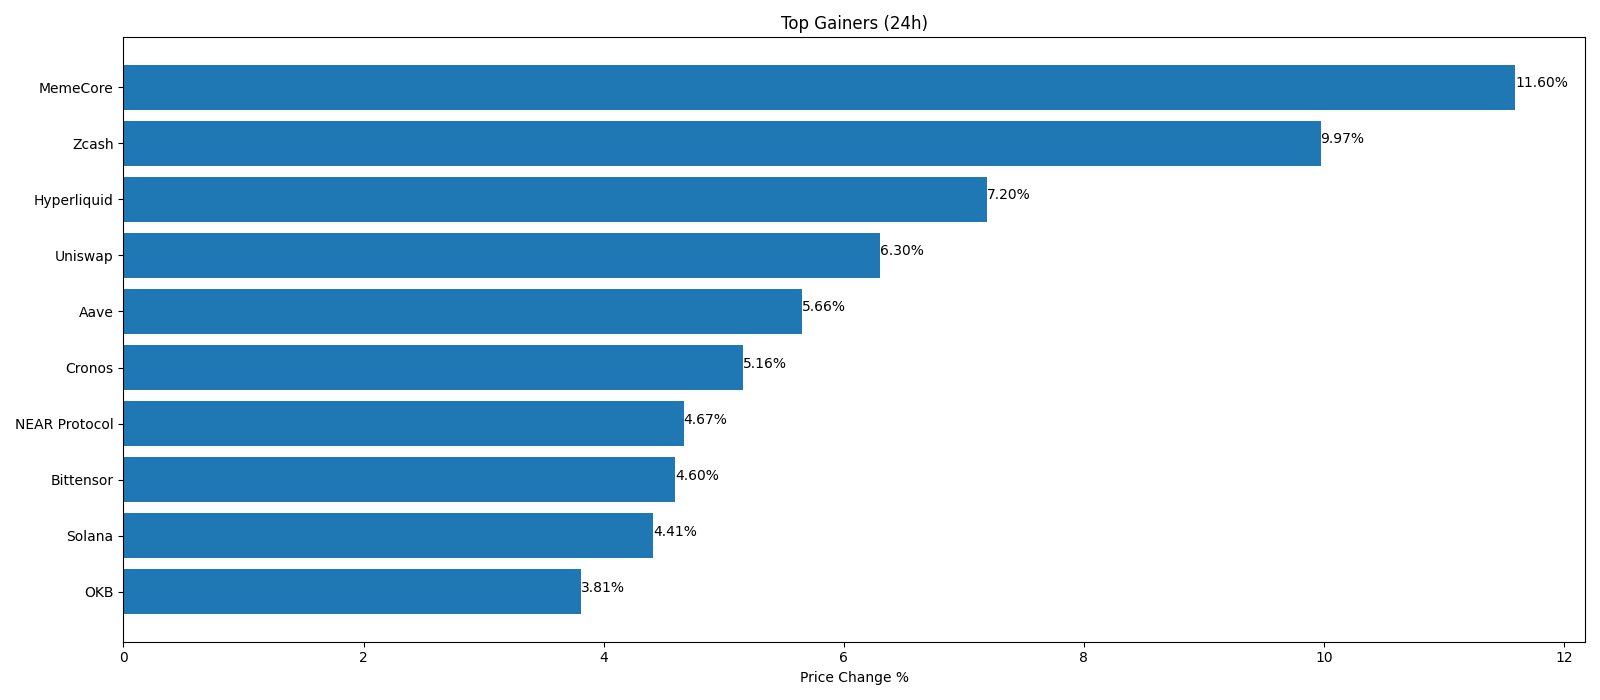 Top Gainers (24h)
MemeCore 11.60%
Zcash 9.97%
Hyperliquid 7.20%
Uniswap 6.30%
Aave 5.66%
Cronos 5.16%
NEAR Protocol 4.67%
Bittensor 4.60%
Solana 4.41%
OKB 3.81%
0 2 4 6 8 10 12
Price Change %